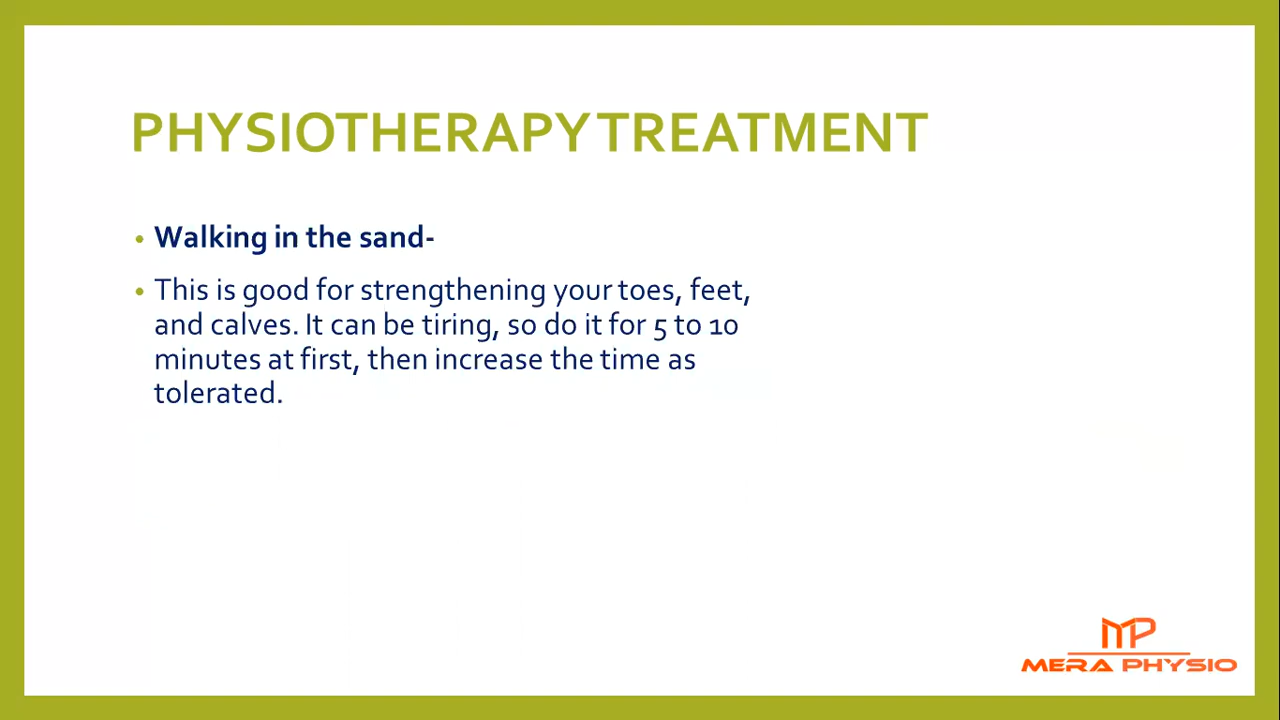 PHYSIOTHERAPY TREATMENT
• Walking in the sand-
• This is good for strengthening your toes, feet,
and calves. It can be tiring, so do it for 5 to 10
minutes at first, then increase the time as
tolerated.
MP
MERA PHYSIO